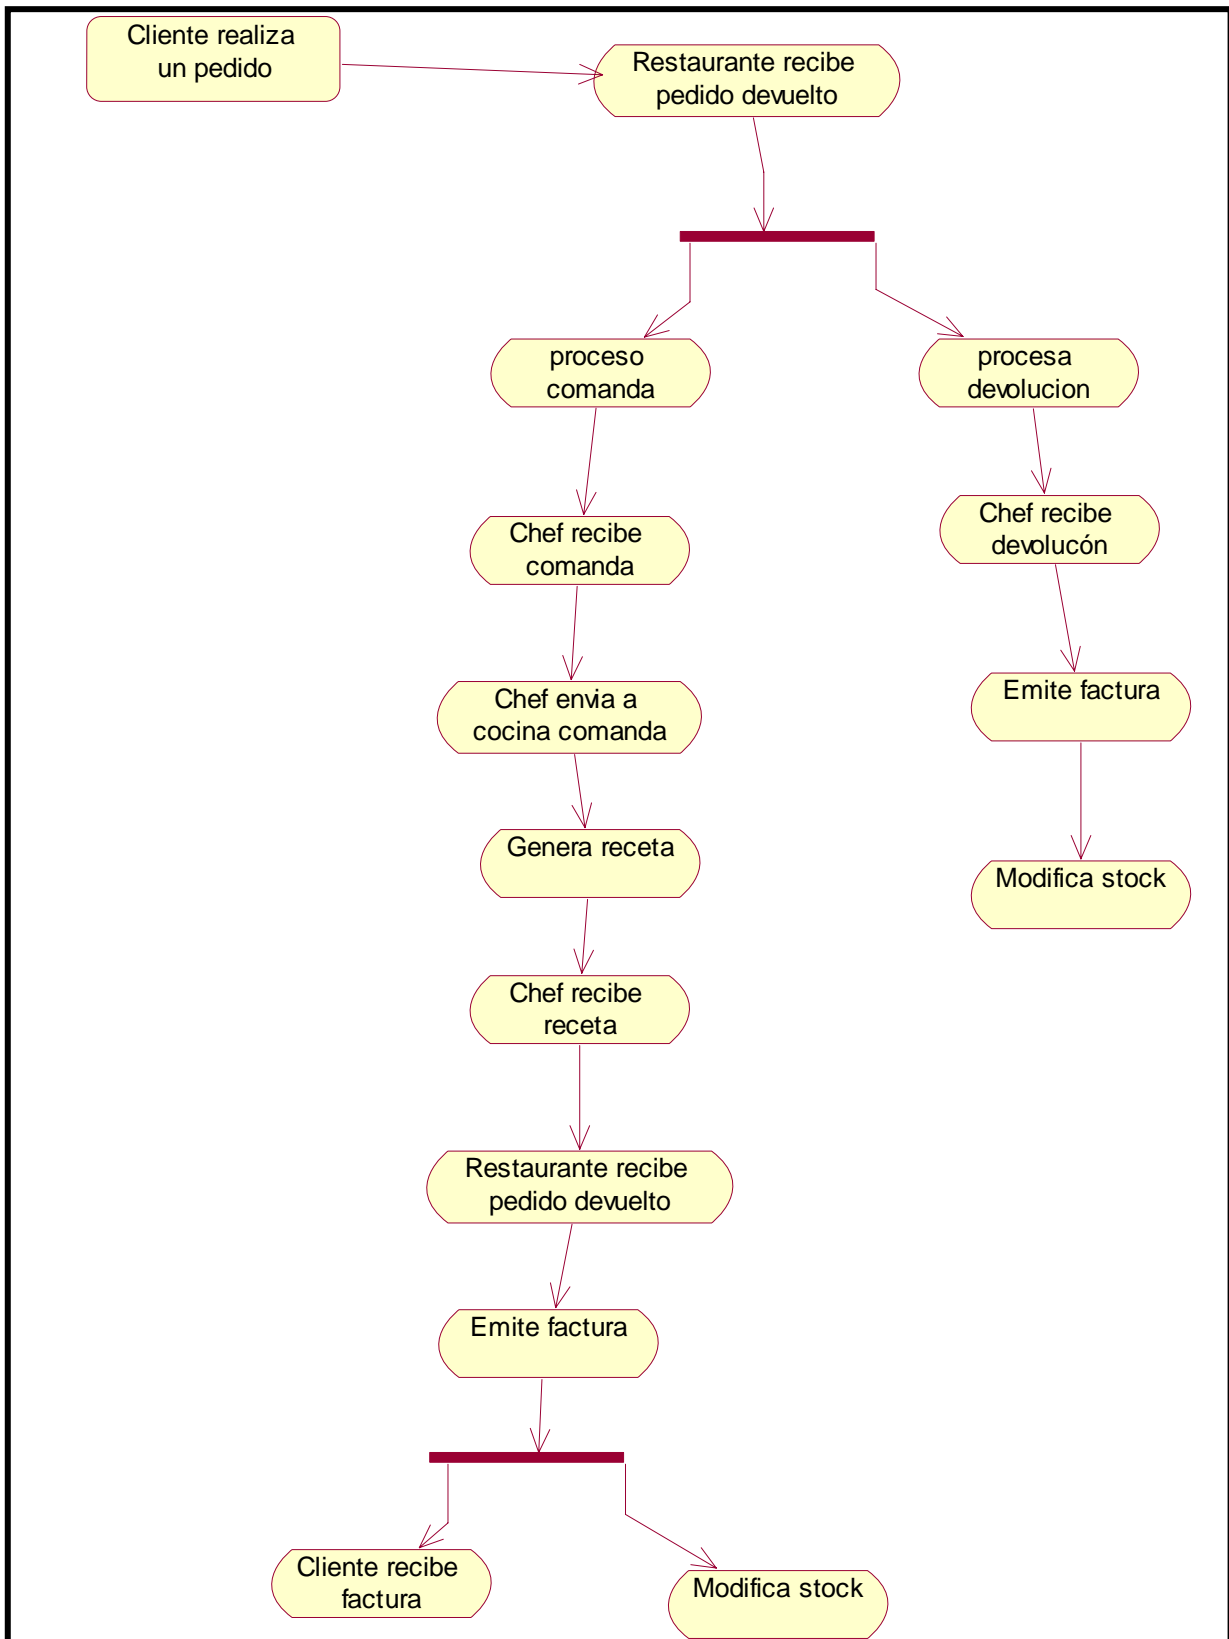 Cliente realiza
un pedido
Restaurante recibe
pedido devuelto
proceso
comanda
procesa
devolucion
Chef recibe
comanda
Chef recibe
devolucón
Chef envia a
cocina comanda
Emite factura
Genera receta
Modifica stock
Chef recibe
receta
Restaurante recibe
pedido devuelto
Emite factura
Cliente recibe
factura
Modifica stock